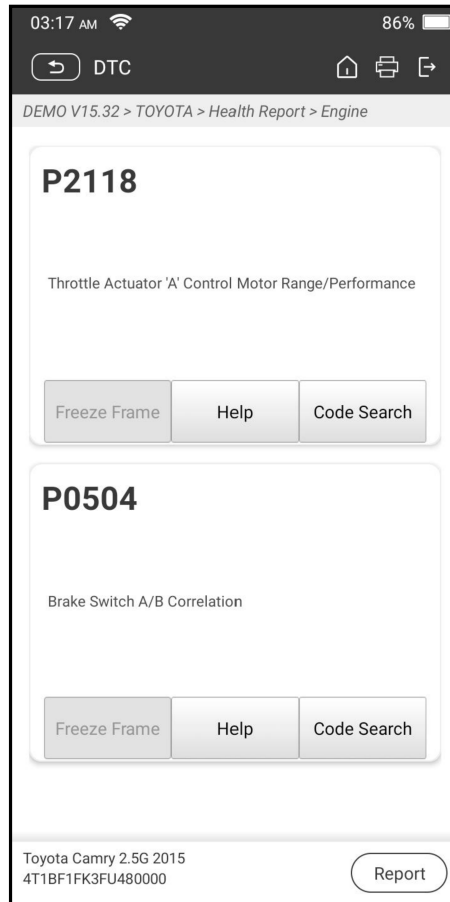 03:17 AM 86%
DTC
DEMO V15.32 > TOYOTA > Health Report > Engine
P2118
Throttle Actuator 'A' Control Motor Range/Performance
Freeze Frame Help Code Search
P0504
Brake Switch A/B Correlation
Freeze Frame Help Code Search
Toyota Camry 2.5G 2015
4T1BF1FK3FU480000
Report